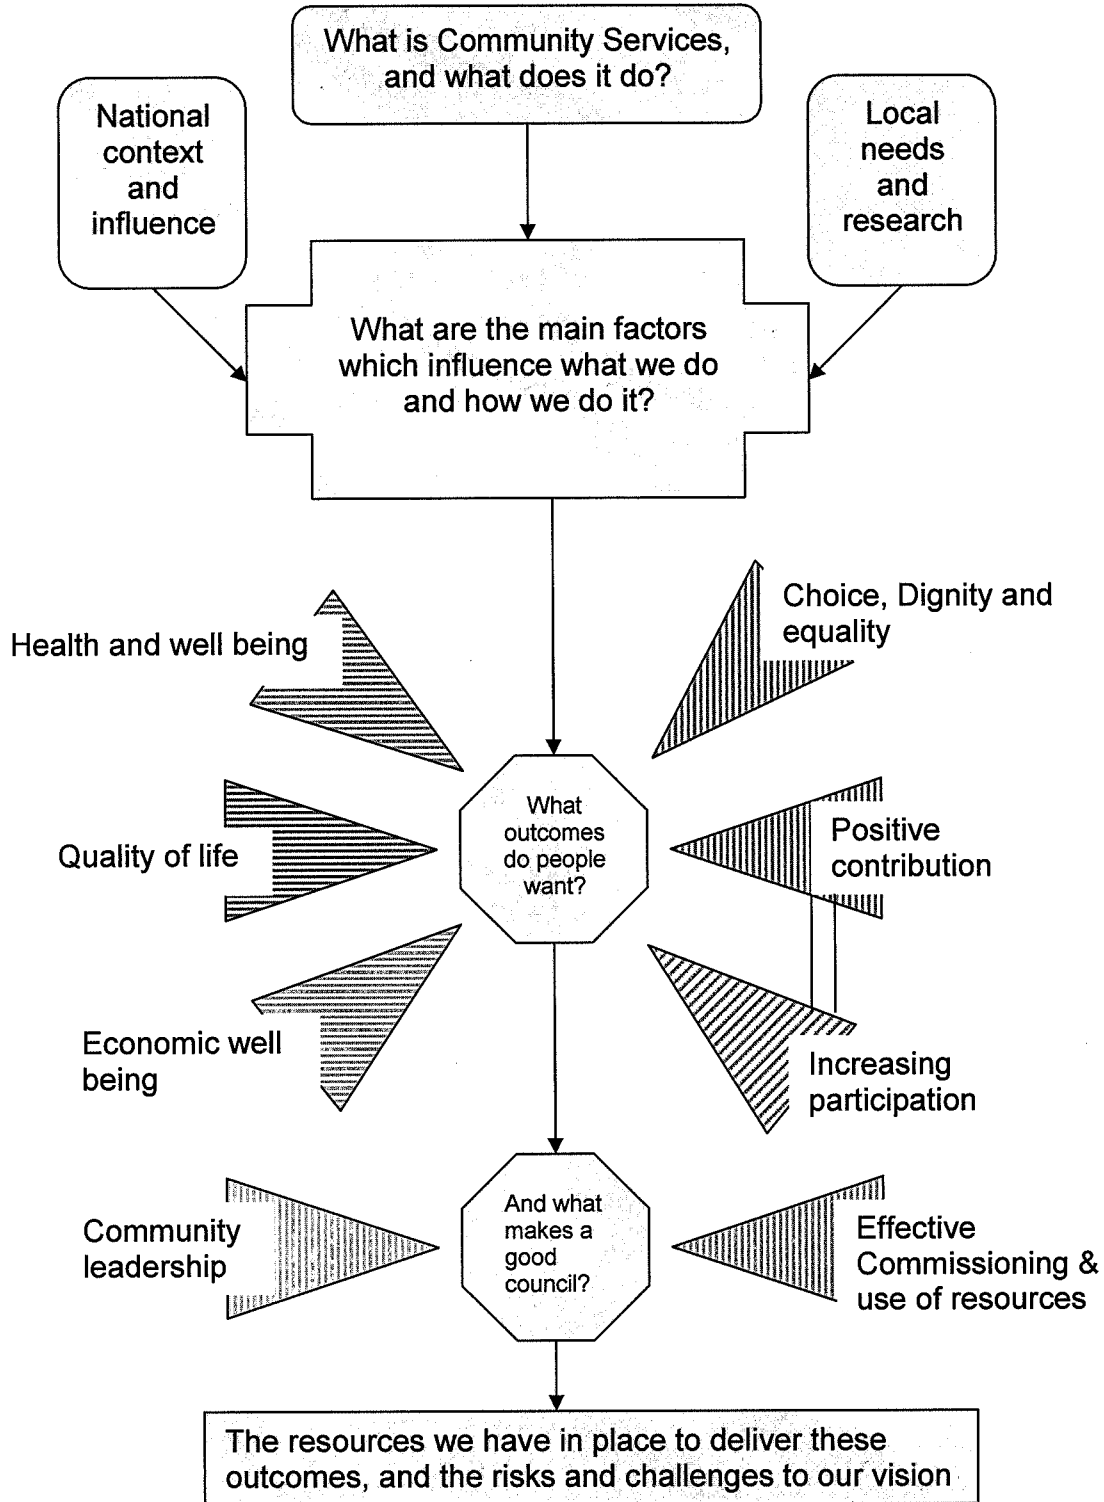 What is Community Services,
and what does it do?
National
context
and
influence
Local
needs
and
research
What are the main factors
which influence what we do
and how we do it?
Health and well being
Choice, Dignity and
equality
What
outcomes
do people
want?
Quality of life
Positive
contribution
Economic well
being
Increasing
participation
And what
makes a
good
council?
Community
leadership
Effective
Commissioning &
use of resources
The resources we have in place to deliver these
outcomes, and the risks and challenges to our vision